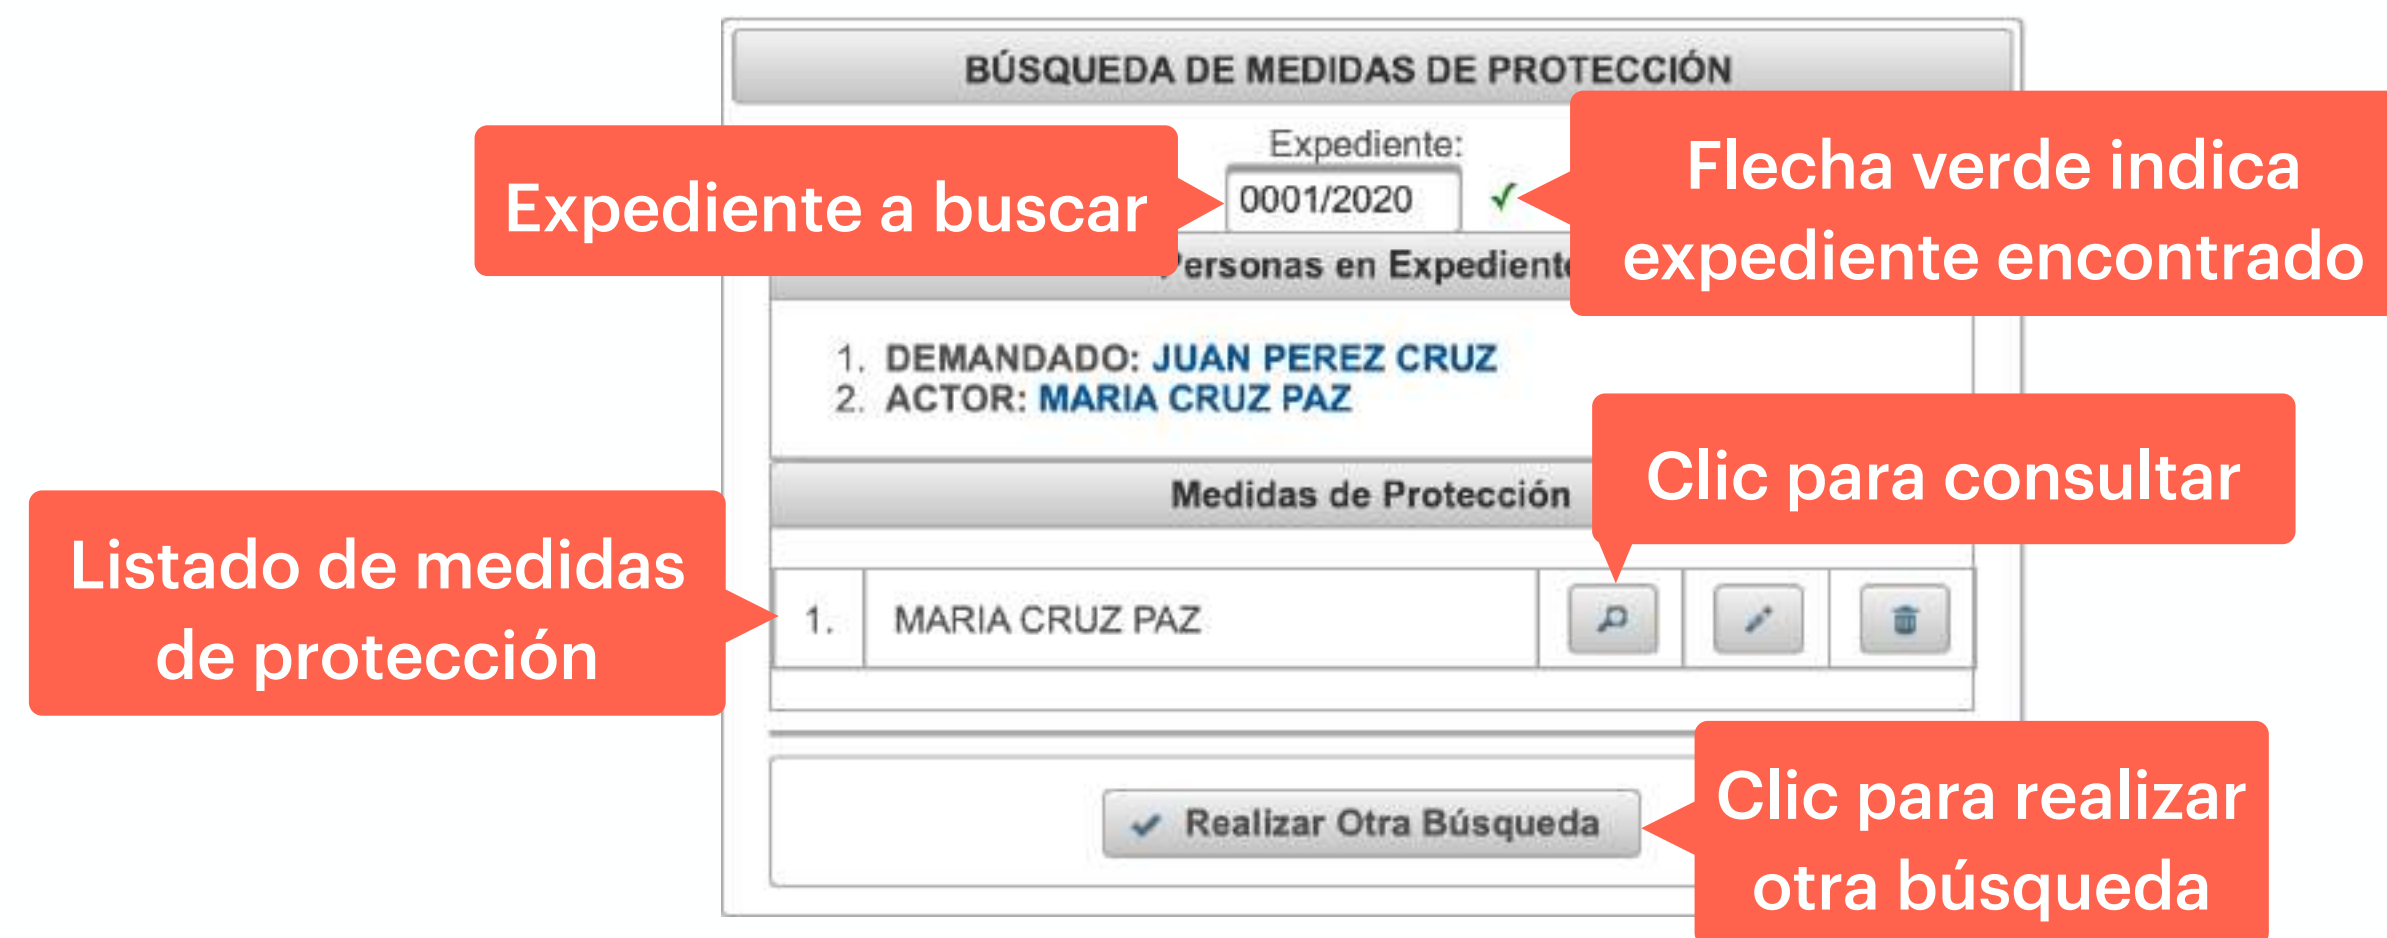 BÚSQUEDA DE MEDIDAS DE PROTECCIÓN
Expediente:
Expediente a buscar
0001/2020
Flecha verde indica
expediente encontrado
Personas en Expediente
1. DEMANDADO: JUAN PEREZ CRUZ
2. ACTOR: MARIA CRUZ PAZ
Clic para consultar
Medidas de Protección
Listado de medidas
de protección
1. MARIA CRUZ PAZ
Realizar Otra Búsqueda
Clic para realizar
otra búsqueda